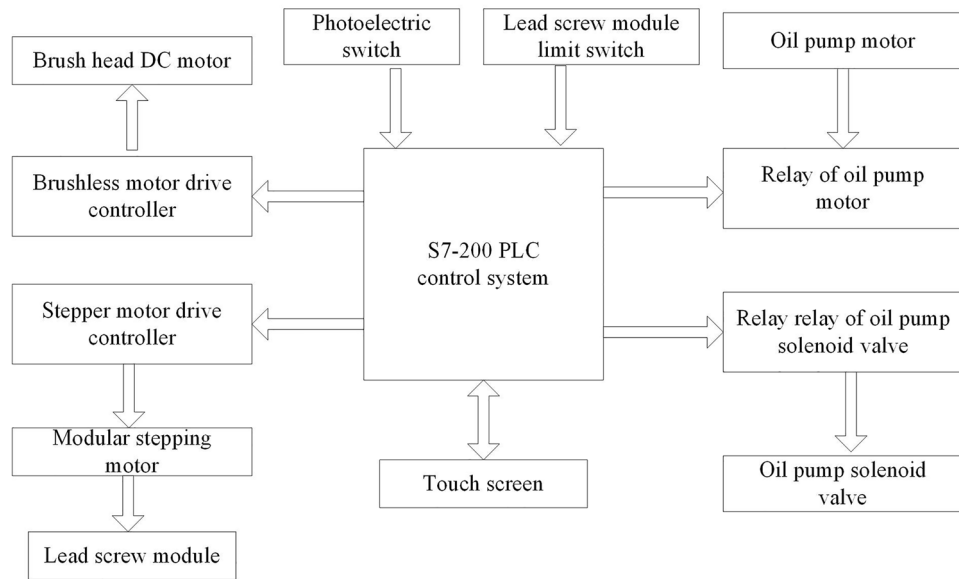 Photoelectric
switch
Lead screw module
limit switch
Oil pump motor
Brush head DC motor
Brushless motor drive
controller
Relay of oil pump
motor
S7-200 PLC
control system
Stepper motor drive
controller
Relay relay of oil pump
solenoid valve
Modular stepping
motor
Touch screen
Oil pump solenoid
valve
Lead screw module